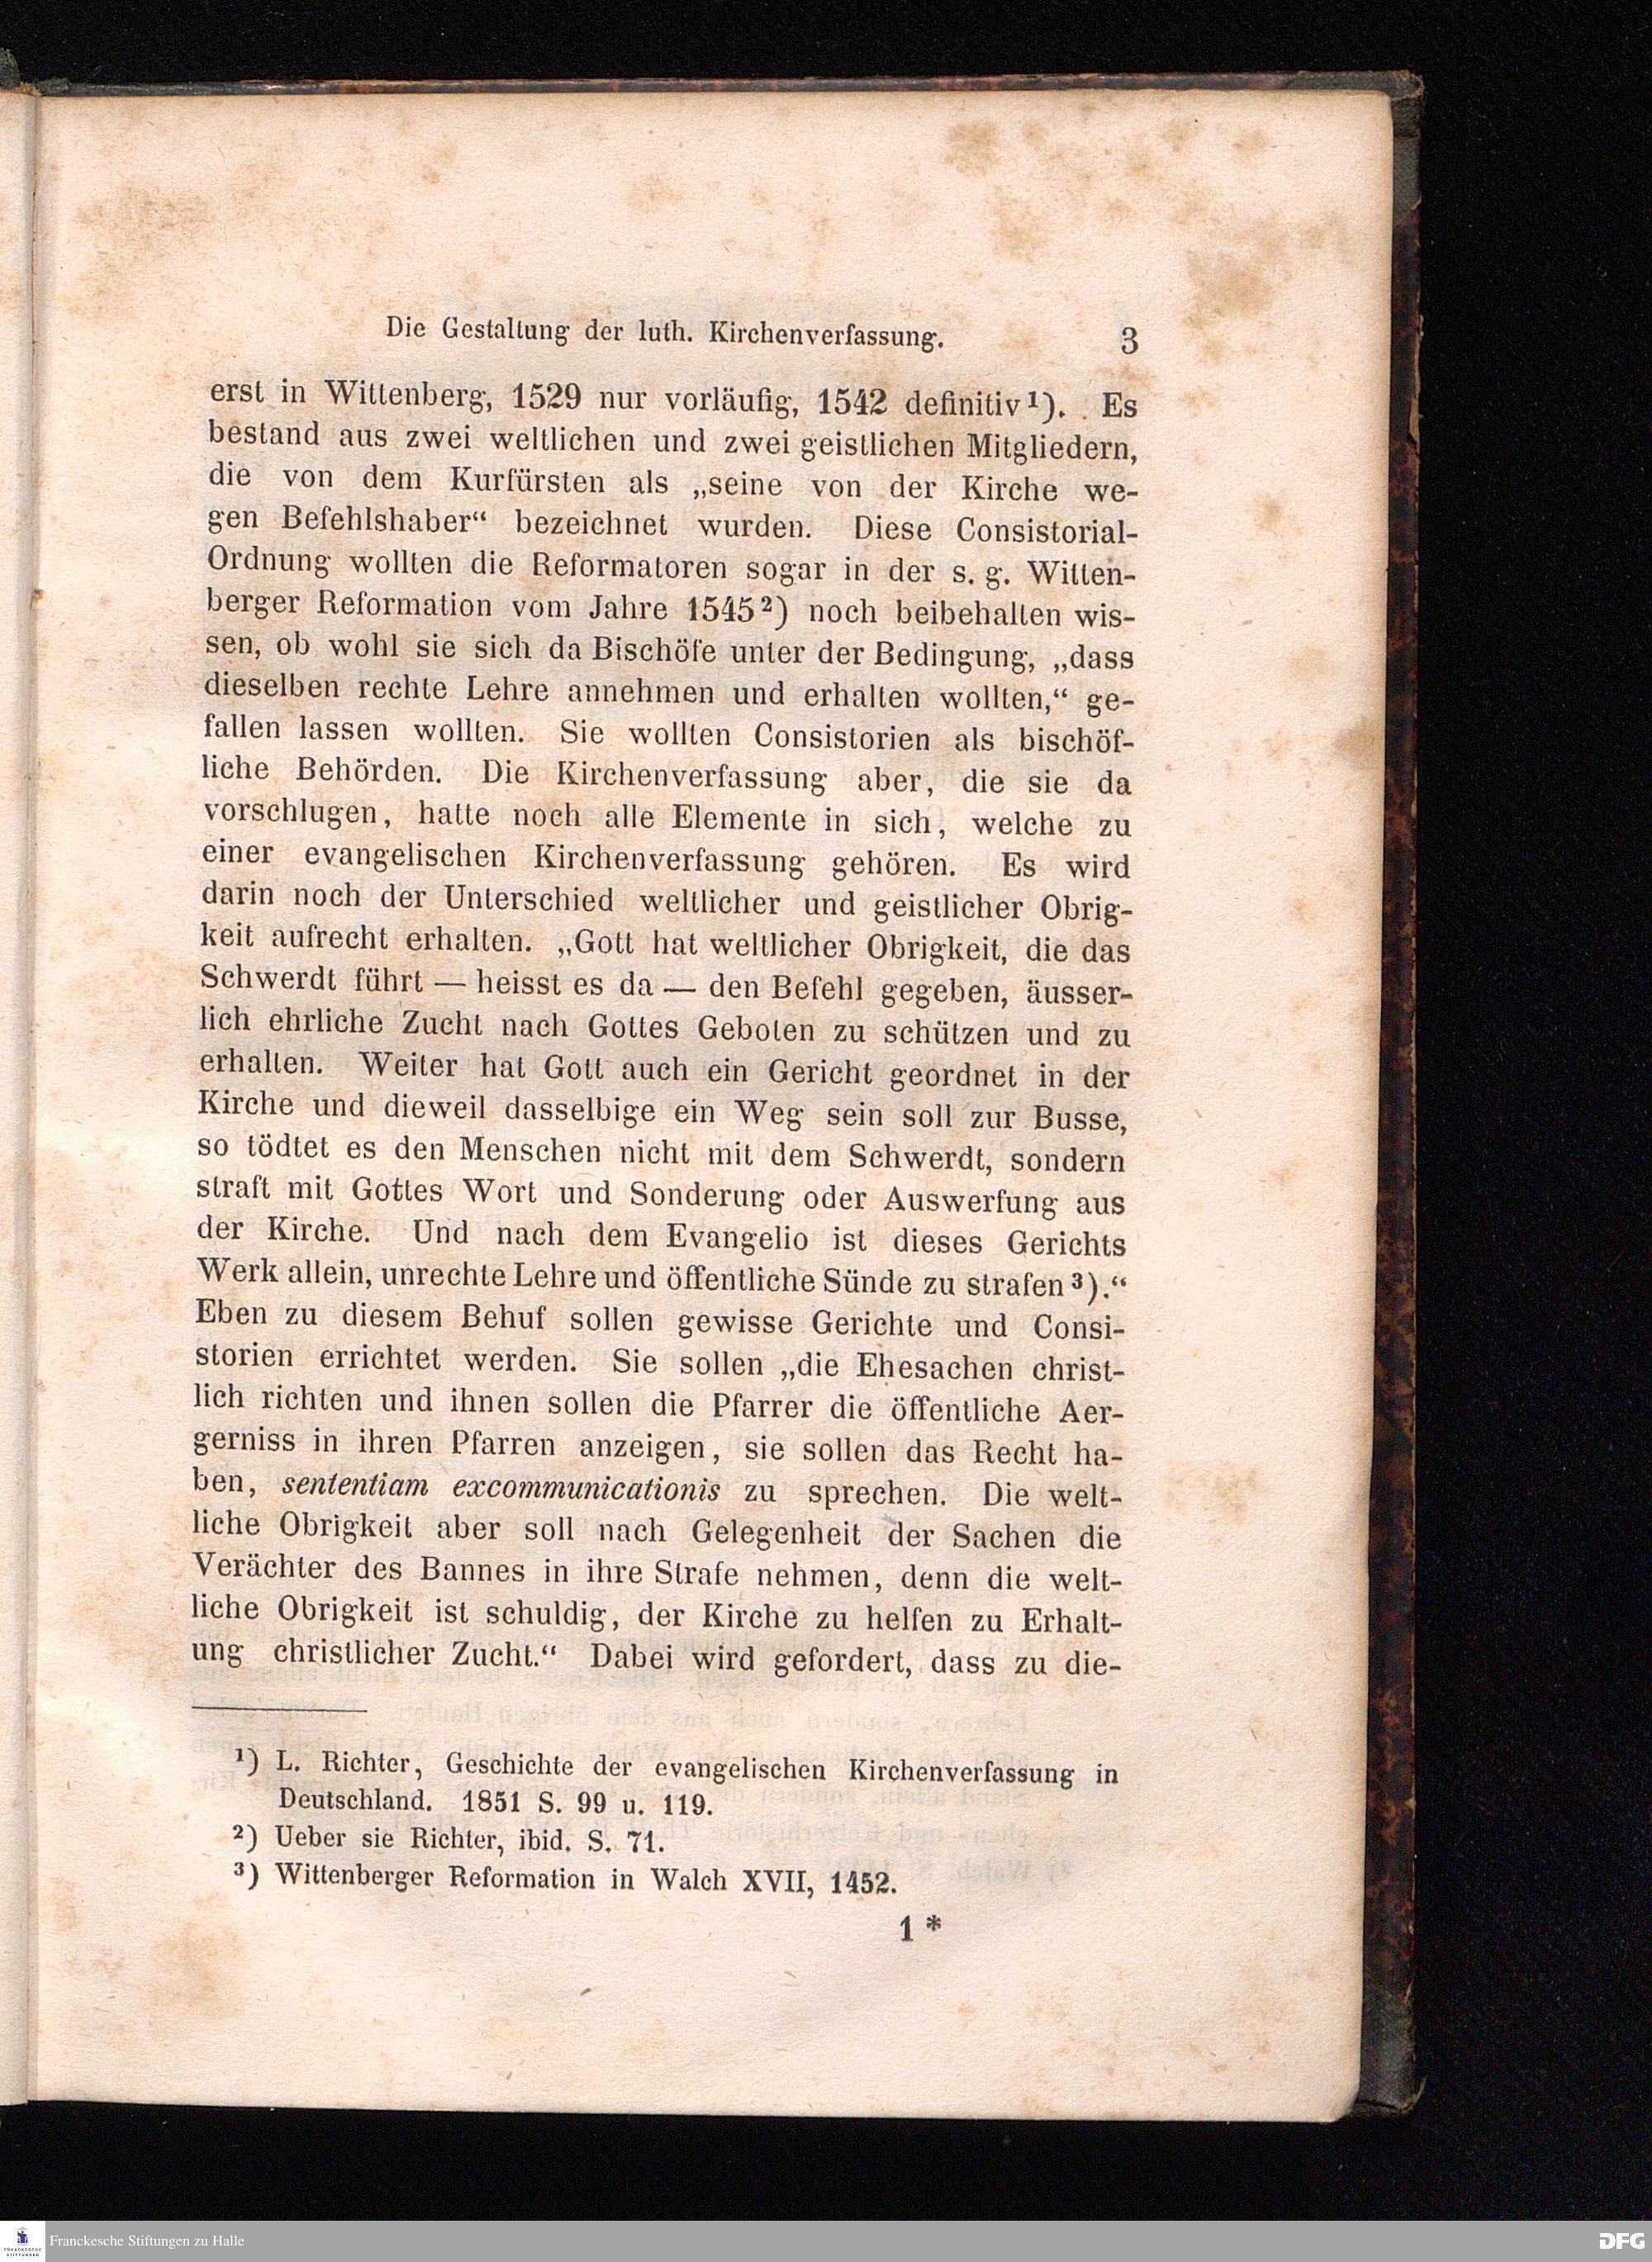 Die Gestaltung der luth. Kirchenverfassung. 3
erst in Wittenberg, 1529 nur vorläufig, 1542 definitiv¹). Es
bestand aus zwei weltlichen und zwei geistlichen Mitgliedern,
die von dem Kurfürsten als „seine von der Kirche we-
gen Befehlshaber“ bezeichnet wurden. Diese Consistorial-
Ordnung wollten die Reformatoren sogar in der s. g. Witten-
berger Reformation vom Jahre 1545²) noch beibehalten wis-
sen, ob wohl sie sich da Bischöfe unter der Bedingung, „dass
dieselben rechte Lehre annehmen und erhalten wollten,“ ge-
fallen lassen wollten. Sie wollten Consistorien als bischöf-
liche Behörden. Die Kirchenverfassung aber, die sie da
vorschlugen, hatte noch alle Elemente in sich, welche zu
einer evangelischen Kirchenverfassung gehören. Es wird
darin noch der Unterschied weltlicher und geistlicher Obrig-
keit aufrecht erhalten. „Gott hat weltlicher Obrigkeit, die das
Schwerdt führt — heisst es da — den Befehl gegeben, äusser-
lich ehrliche Zucht nach Gottes Geboten zu schützen und zu
erhalten. Weiter hat Gott auch ein Gericht geordnet in der
Kirche und dieweil dasselbige ein Weg sein soll zur Busse,
so tödtet es den Menschen nicht mit dem Schwerdt, sondern
straft mit Gottes Wort und Sonderung oder Auswerfung aus
der Kirche. Und nach dem Evangelio ist dieses Gerichts
Werk allein, unrechte Lehre und öffentliche Sünde zu strafen³).“
Eben zu diesem Behuf sollen gewisse Gerichte und Consi-
storien errichtet werden. Sie sollen „die Ehesachen christ-
lich richten und ihnen sollen die Pfarrer die öffentliche Aer-
gerniss in ihren Pfarren anzeigen, sie sollen das Recht ha-
ben, sententiam excommunicationis zu sprechen. Die welt-
liche Obrigkeit aber soll nach Gelegenheit der Sachen die
Verächter des Bannes in ihre Strafe nehmen, denn die welt-
liche Obrigkeit ist schuldig, der Kirche zu helfen zu Erhalt-
ung christlicher Zucht.“ Dabei wird gefordert, dass zu die-
¹) L. Richter, Geschichte der evangelischen Kirchenverfassung in
Deutschland. 1851 S. 99 u. 119.
²) Ueber sie Richter, ibid. S. 71.
³) Wittenberger Reformation in Walch XVII, 1452.
1 *
FRANCKESCHE
STIFTUNGEN
Franckesche Stiftungen zu Halle
DFG